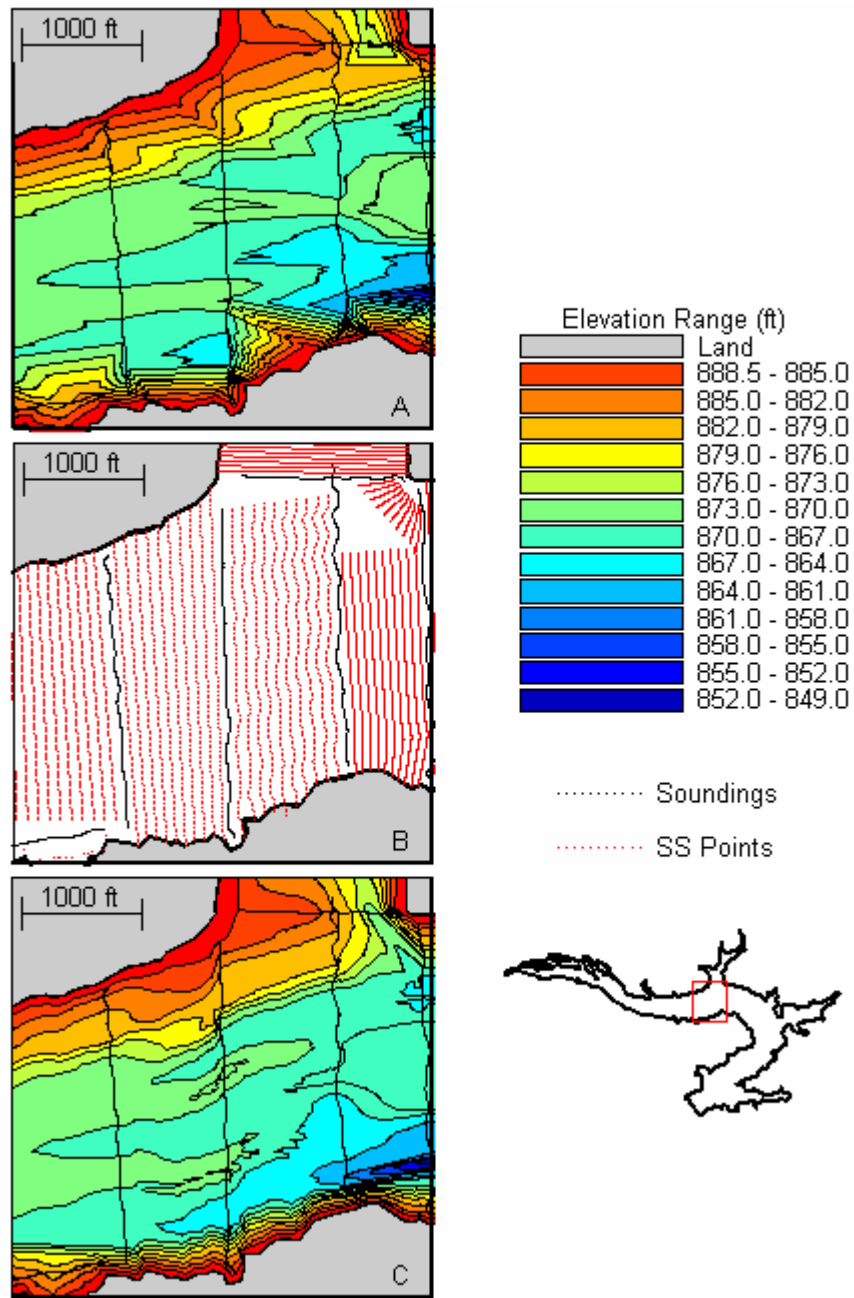 1000 ft
A
1000 ft
B
1000 ft
C
Elevation Range (ft)
Land
888.5 - 885.0
885.0 - 882.0
882.0 - 879.0
879.0 - 876.0
876.0 - 873.0
873.0 - 870.0
870.0 - 867.0
867.0 - 864.0
864.0 - 861.0
861.0 - 858.0
858.0 - 855.0
855.0 - 852.0
852.0 - 849.0
Soundings
SS Points